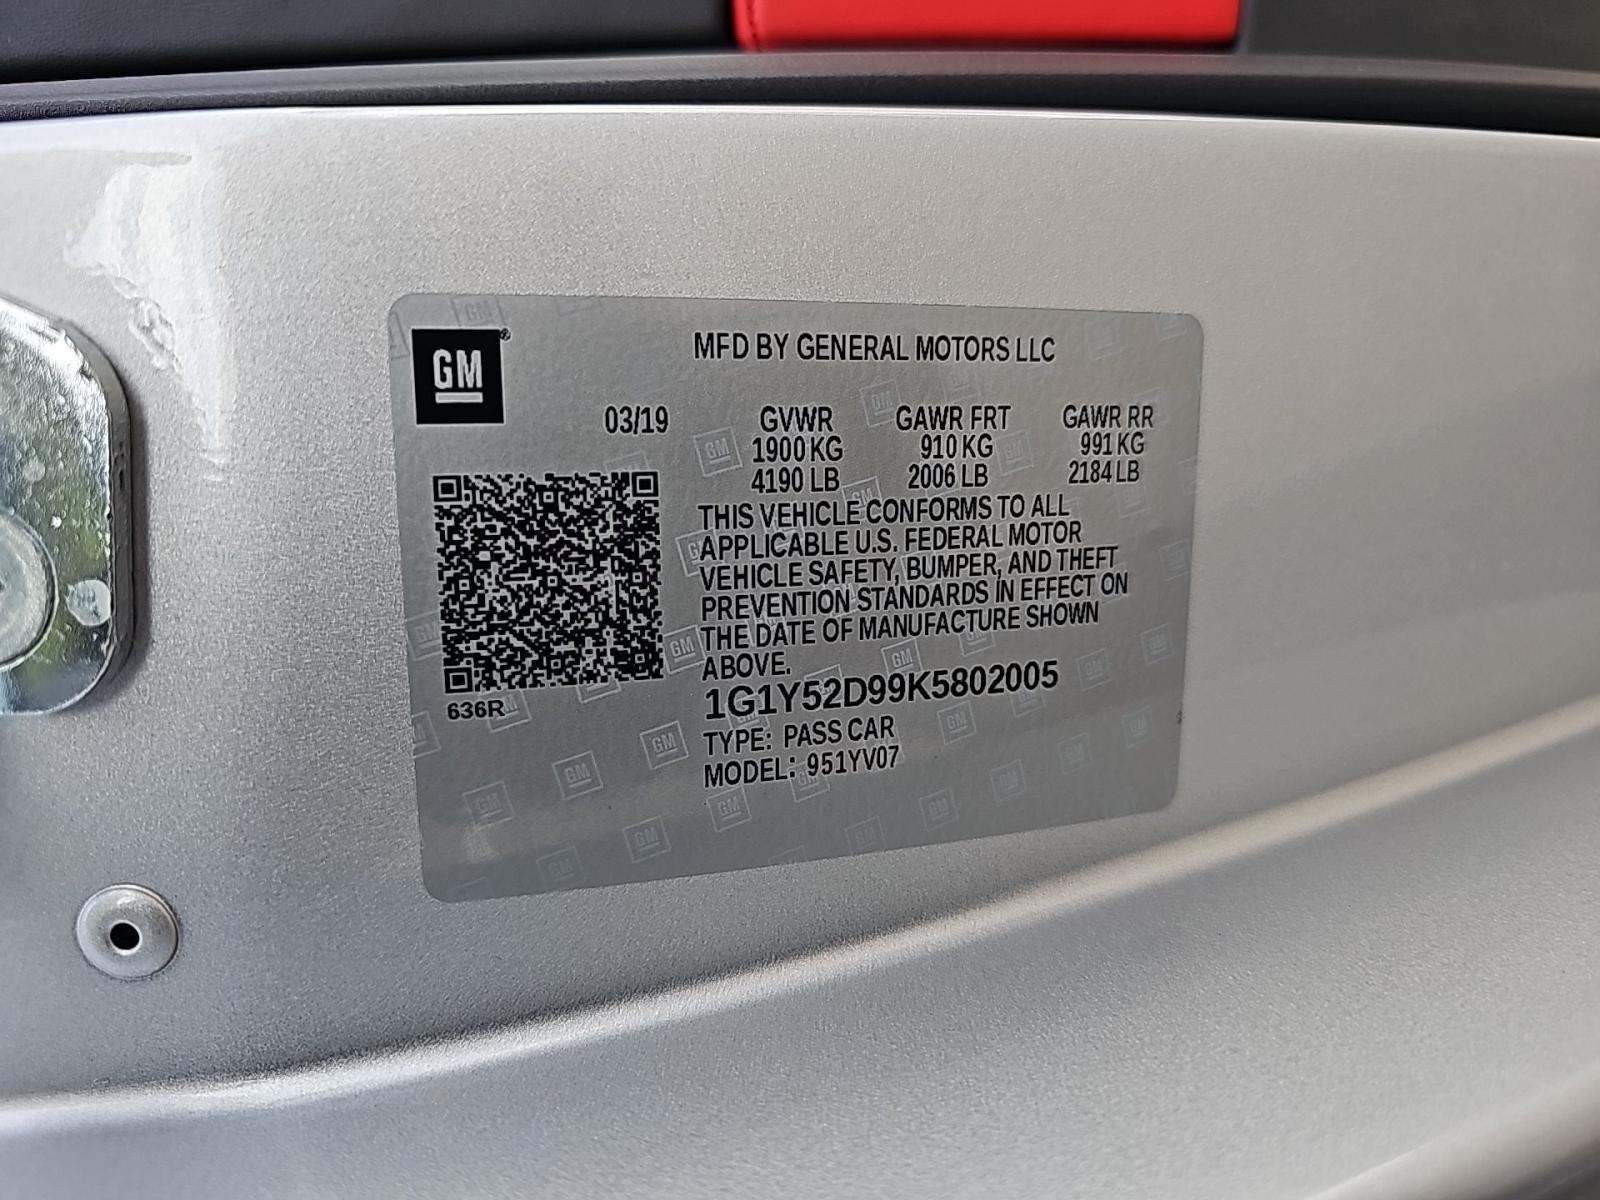 GM
MFD BY GENERAL MOTORS LLC
03/19 GVWR GAWR FRT GAWR RR
1900 KG 910 KG 991 KG
4190 LB 2006 LB 2184 LB
THIS VEHICLE CONFORMS TO ALL
APPLICABLE U.S. FEDERAL MOTOR
VEHICLE SAFETY, BUMPER, AND THEFT
PREVENTION STANDARDS IN EFFECT ON
THE DATE OF MANUFACTURE SHOWN
ABOVE.
636R
1G1Y52D99K5802005
TYPE: PASS CAR
MODEL: 951YV07